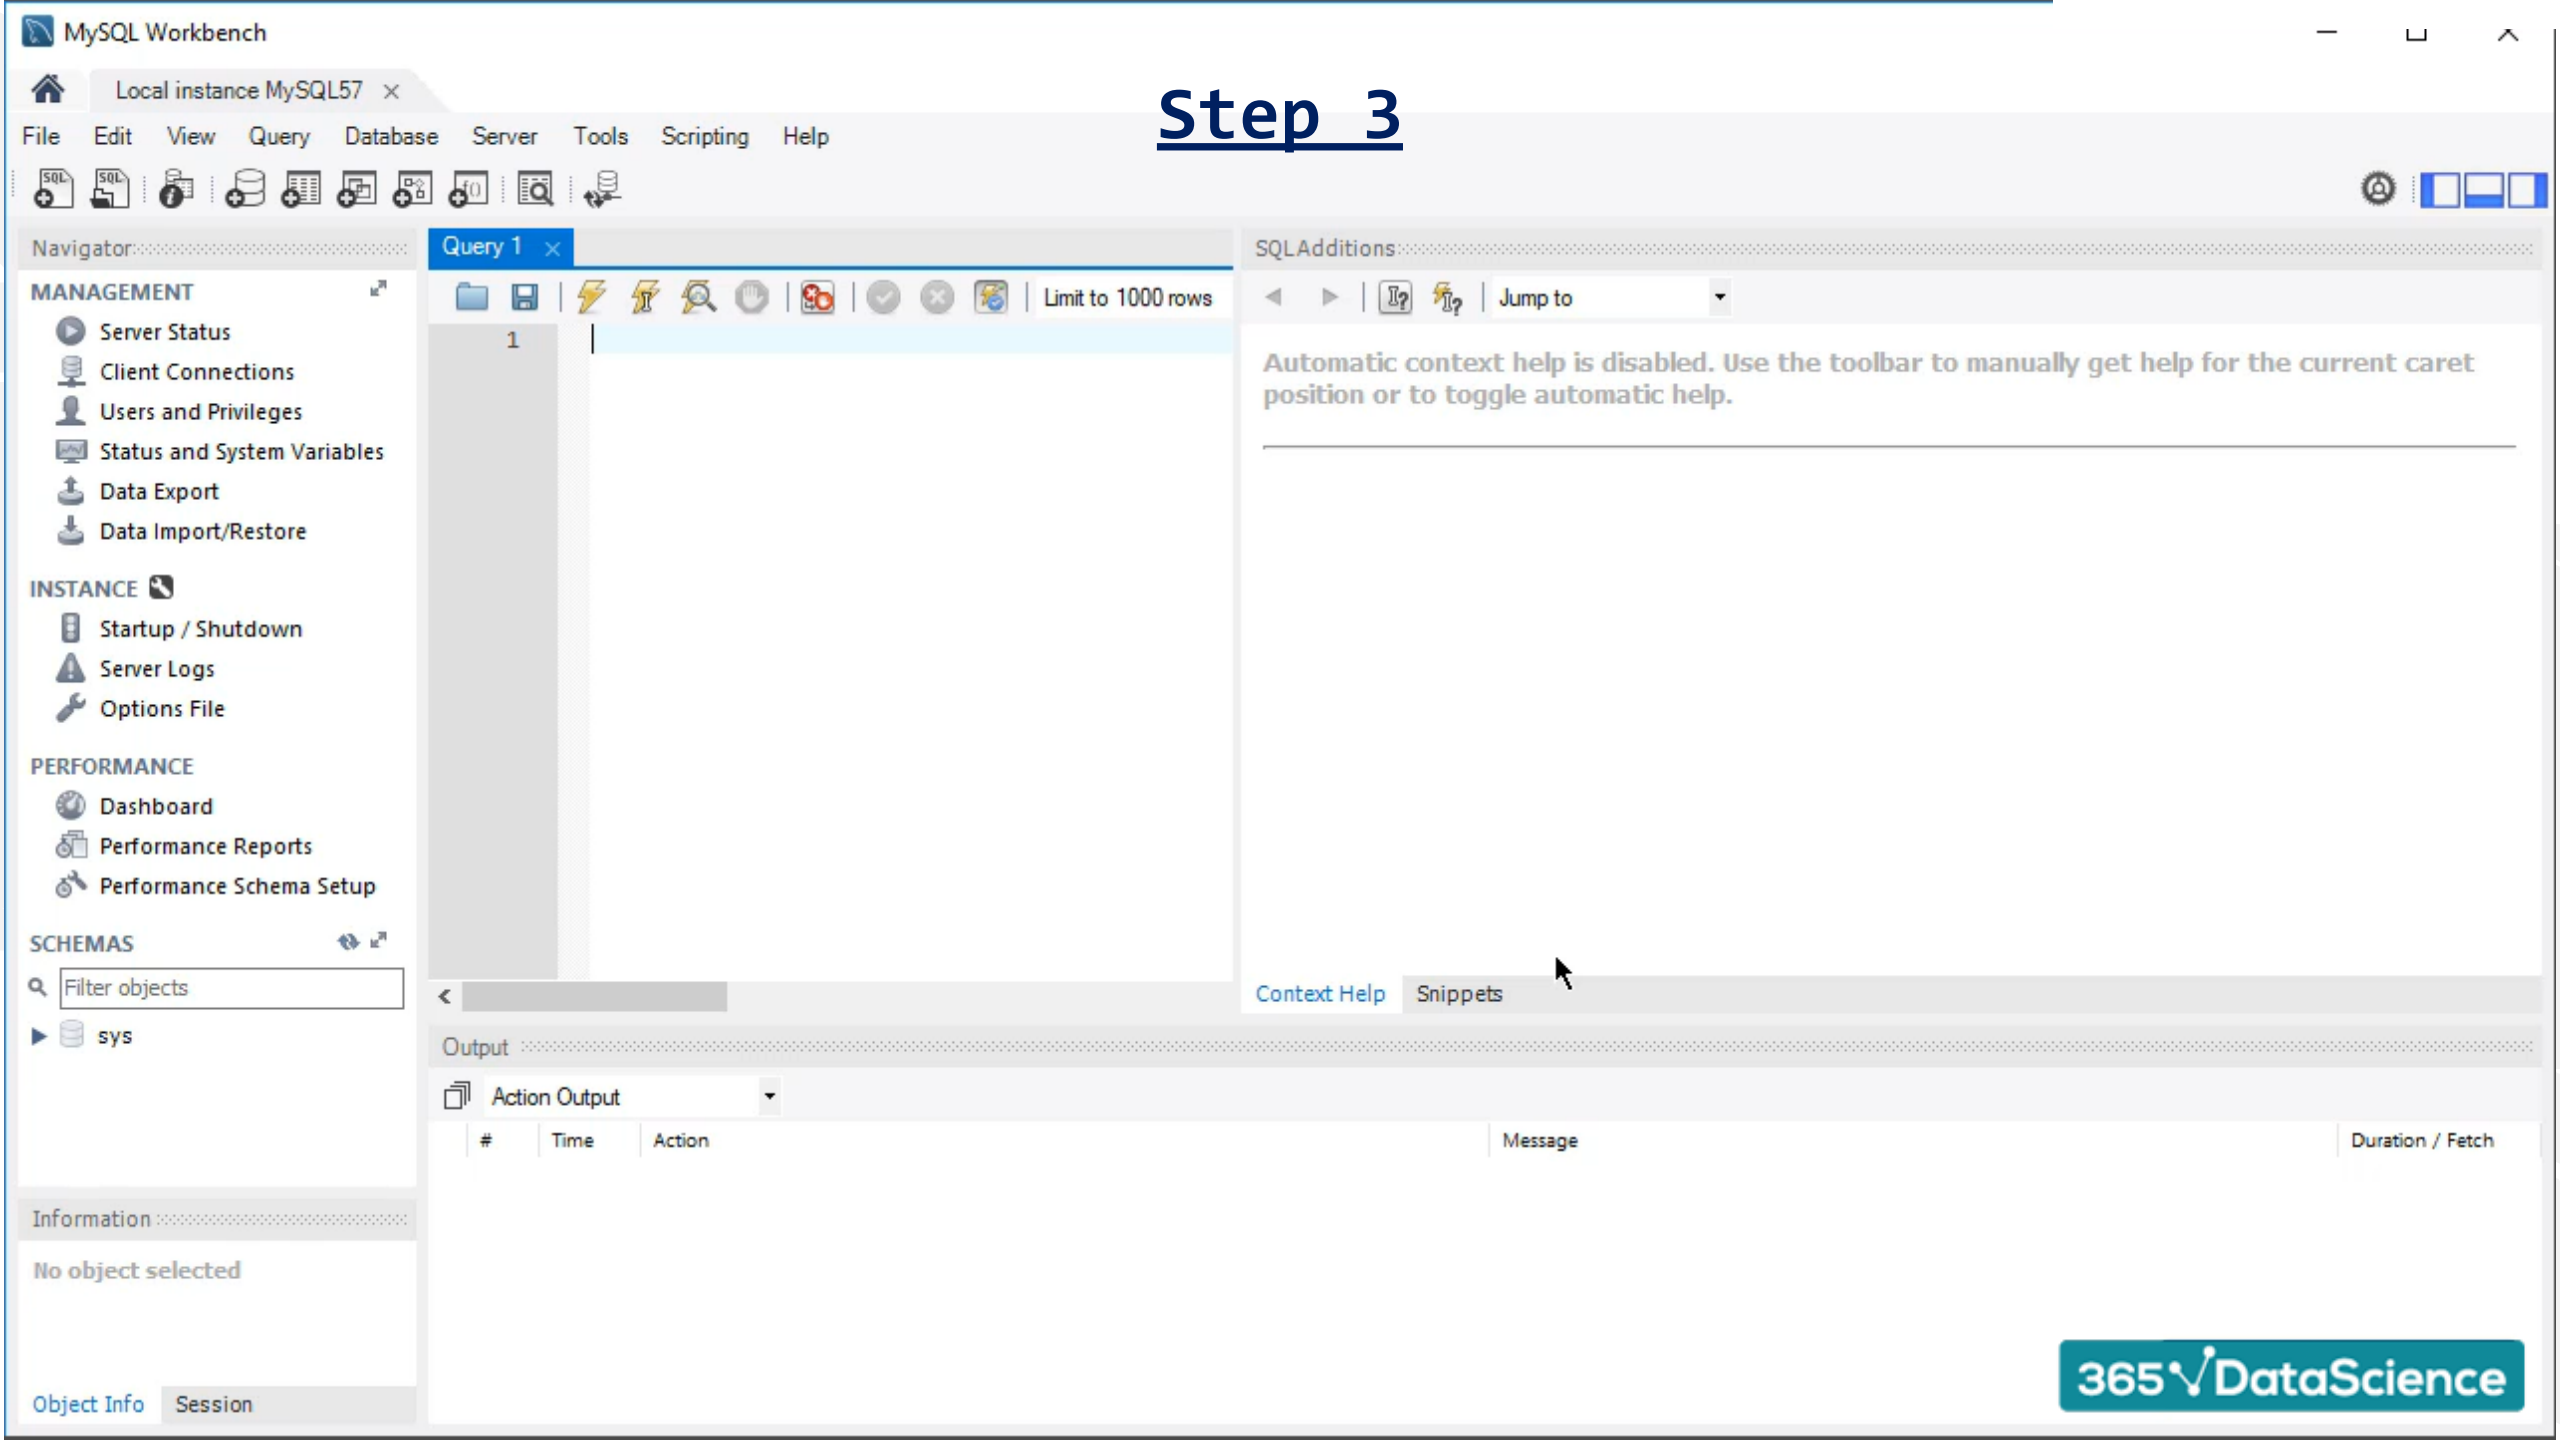 MySQL Workbench
Local instance MySQL57
Step 3
File Edit View Query Database Server Tools Scripting Help
Navigator
MANAGEMENT
Server Status
Client Connections
Users and Privileges
Status and System Variables
Data Export
Data Import/Restore
INSTANCE
Startup / Shutdown
Server Logs
Options File
PERFORMANCE
Dashboard
Performance Reports
Performance Schema Setup
SCHEMAS
Filter objects
sys
Information
No object selected
Object Info Session
Query 1
Limit to 1000 rows
1
SQLAdditions
Jump to
Automatic context help is disabled. Use the toolbar to manually get help for the current caret
position or to toggle automatic help.
Context Help Snippets
Output
Action Output
# Time Action Message Duration / Fetch
365 DataScience